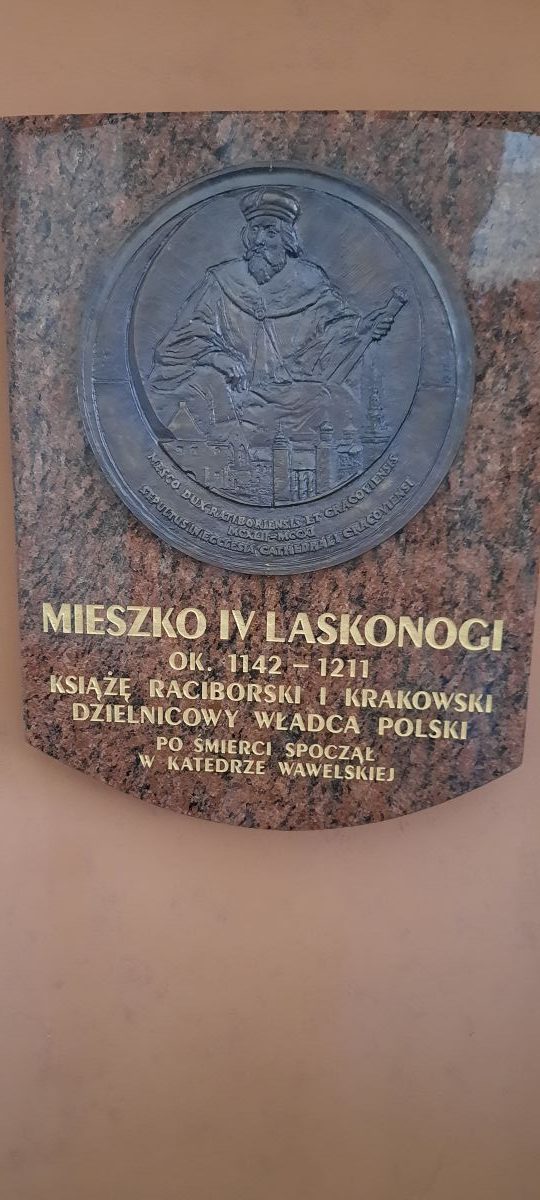 MESCO DUX RATIBORIENSIS ET CRACOVIENSIS
MCXLII-MCCXI
SEPULTUS IN ECCLESIA CATHEDRALI CRACOVIENSI
MIESZKO IV LASKONOGI
OK. 1142 – 1211
KSIĄŻĘ RACIBORSKI I KRAKOWSKI
DZIELNICOWY WŁADCA POLSKI
PO ŚMIERCI SPOCZĄŁ
W KATEDRZE WAWELSKIEJ